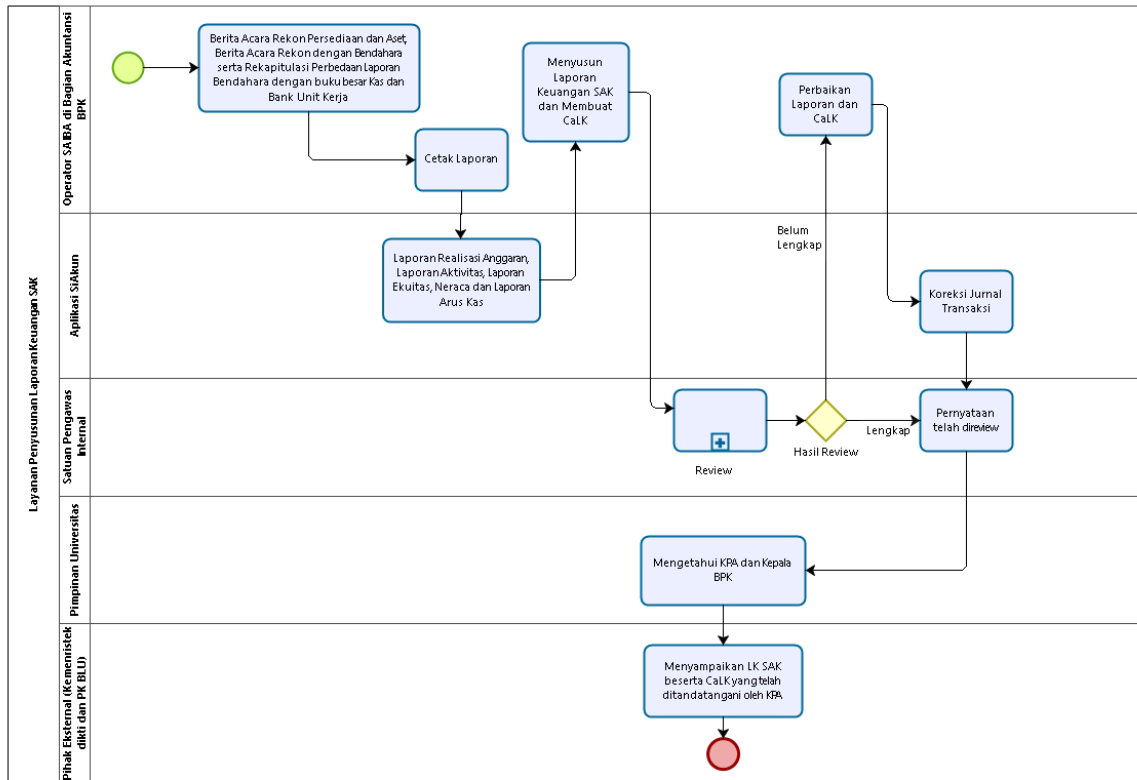 Layanan Penyusunan Laporan Keuangan SAK
Operator SAIBA di Bagian Akuntansi
BPK
Berita Acara Rekon Persediaan dan Aset,
Berita Acara Rekon dengan Bendahara
serta Rekapitulasi Perbedaan Laporan
Bendahara dengan buku besar Kas dan
Bank Unit Kerja
Cetak Laporan
Menyusun
Laporan
Keuangan SAK
dan Membuat
CaLK
Perbaikan
Laporan dan
CaLK
Aplikasi SiAkun
Laporan Realisasi Anggaran,
Laporan Aktivitas, Laporan
Ekuitas, Neraca dan Laporan
Arus Kas
Belum
Lengkap
Koreksi Jurnal
Transaksi
Satuan Pengawas
Internal
Review
Hasil Review
Lengkap
Pernyataan
telah direview
Pimpinan Universitas
Mengetahui KPA dan Kepala
BPK
Pihak Eksternal (Kemenristek
dikti dan PK BLU)
Menyampaikan LK SAK
beserta CaLK yang telah
ditandatangani oleh KPA